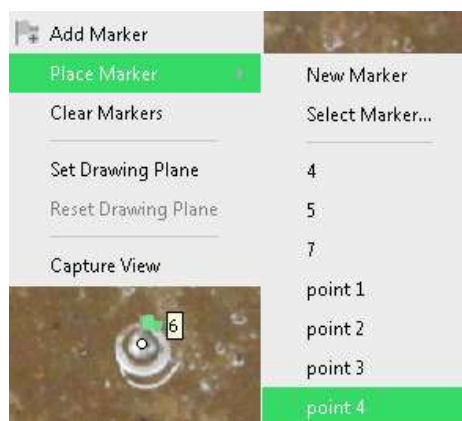 Add Marker
Place Marker
Clear Markers
Set Drawing Plane
Reset Drawing Plane
Capture View
6
New Marker
Select Marker...
4
5
7
point 1
point 2
point 3
point 4